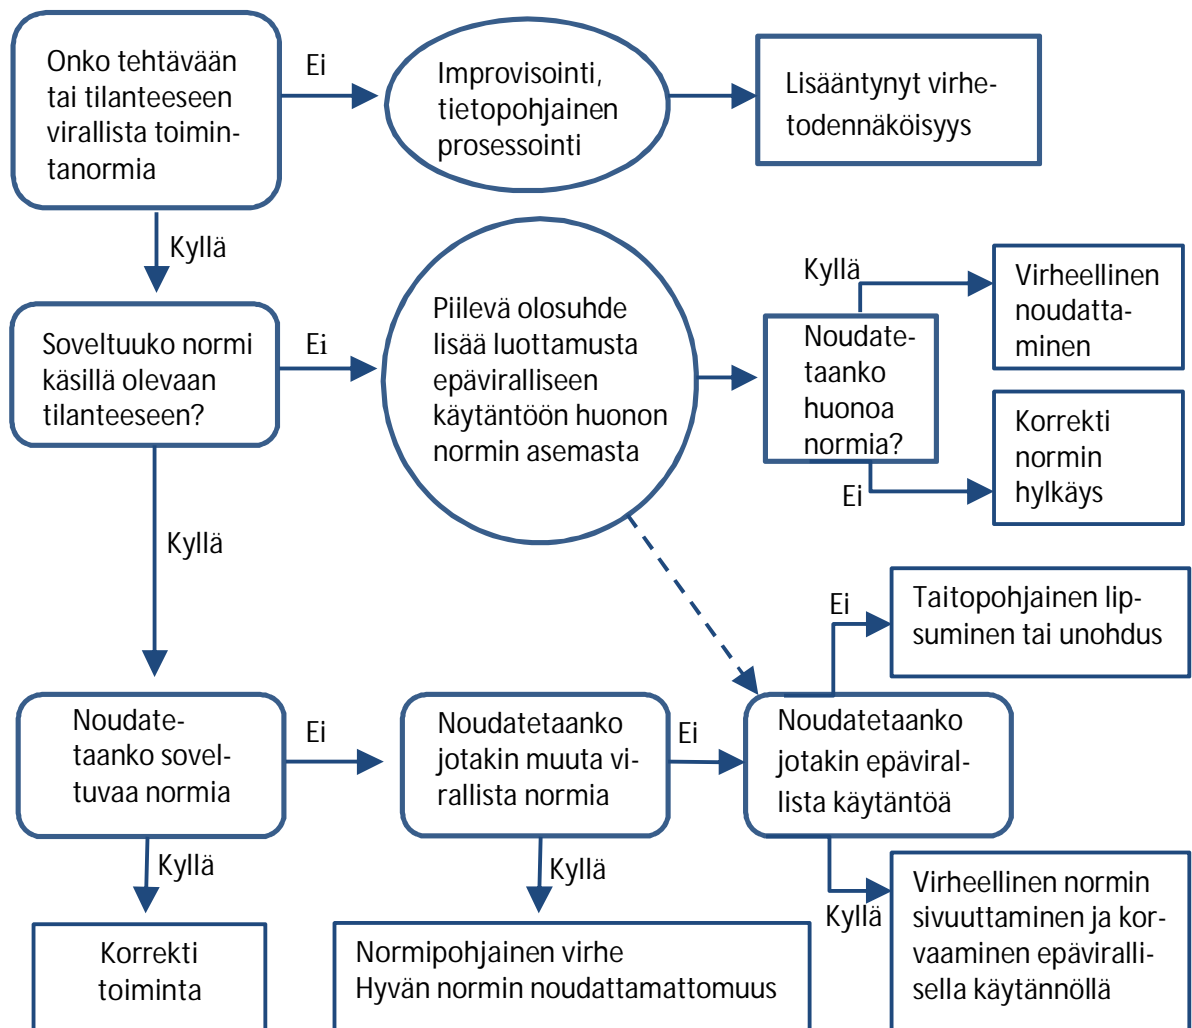 Onko tehtävään
tai tilanteeseen
virallista toimin-
tanormia
Ei
Improvisointi,
tietopohjainen
prosessointi
Lisääntynyt virhe-
todennäköisyys
Kyllä
Soveltuuko normi
käsillä olevaan
tilanteeseen?
Ei
Piilevä olosuhde
lisää luottamusta
epäviralliseen
käytäntöön huonon
normin asemasta
Noudate-
taanko
huonoa
normia?
Kyllä
Virheellinen
noudatta-
minen
Ei
Korrekti
normin
hylkäys
Kyllä
Noudate-
taanko sovel-
tuvaa normia
Ei
Noudatetaanko
jotakin muuta vi-
rallista normia
Ei
Noudatetaanko
jotakin epäviral-
lista käytäntöä
Ei
Taitopohjainen lip-
suminen tai unohdus
Kyllä
Korrekti
toiminta
Kyllä
Normipohjainen virhe
Hyvän normin noudattamattomuus
Kyllä
Virheellinen normin
sivuuttaminen ja kor-
vaaminen epäviralli-
sella käytännöllä